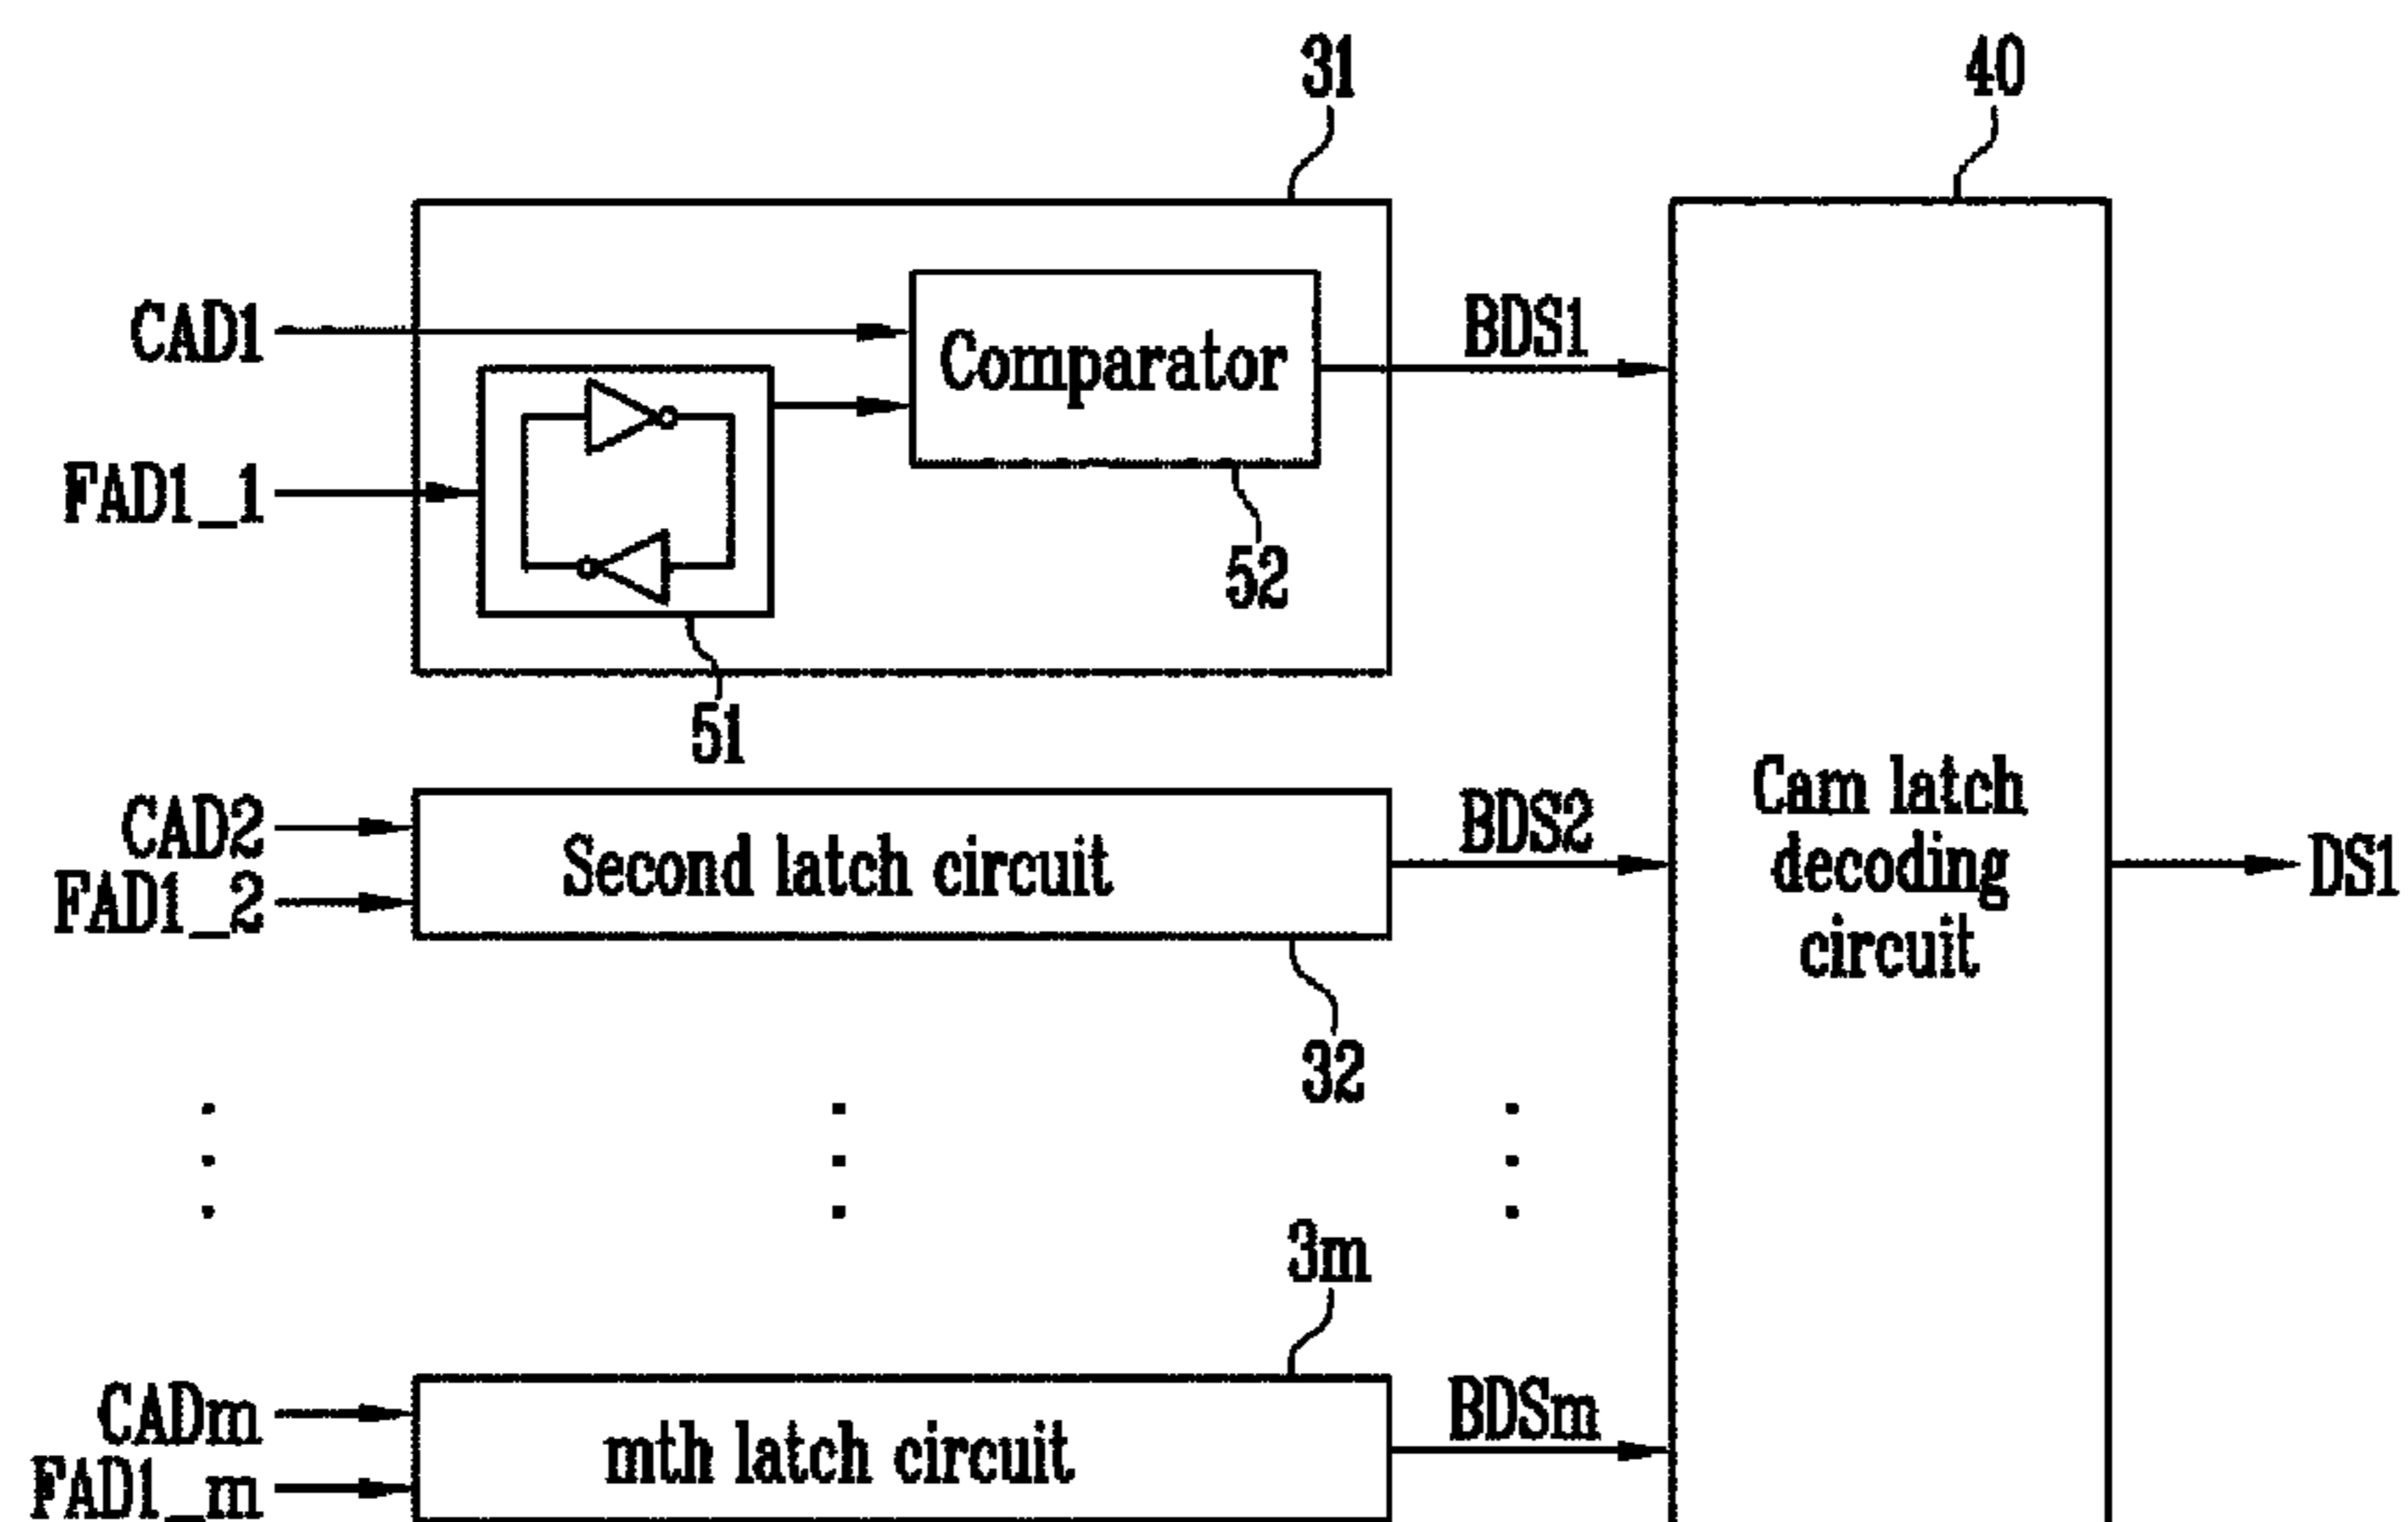 31
40
CAD1
Comparator
BDS1
FAD1_1
52
51
CAD2
FAD1_2
Second latch circuit
BDS2
Cam latch
decoding
circuit
DS1
32
3m
CADm
FAD1_m
mth latch circuit
BDSm